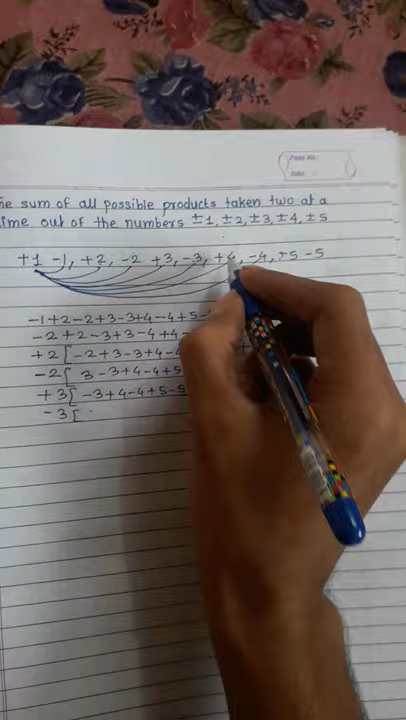 Page No.:
Date:
he sum of all possible products taken two at a
ime out of the numbers ±1, ±2, ±3, ±4, ±5
+1 -1, +2, -2 +3, -3, +4, -4, ±5 -5
-1+2-2+3-3+4-4+5-
-2+2-3+3-4+4-
+2[-2+3-3+4-4
-2[3-3+4-4+5
+3[-3+4-4+5-5
-3[